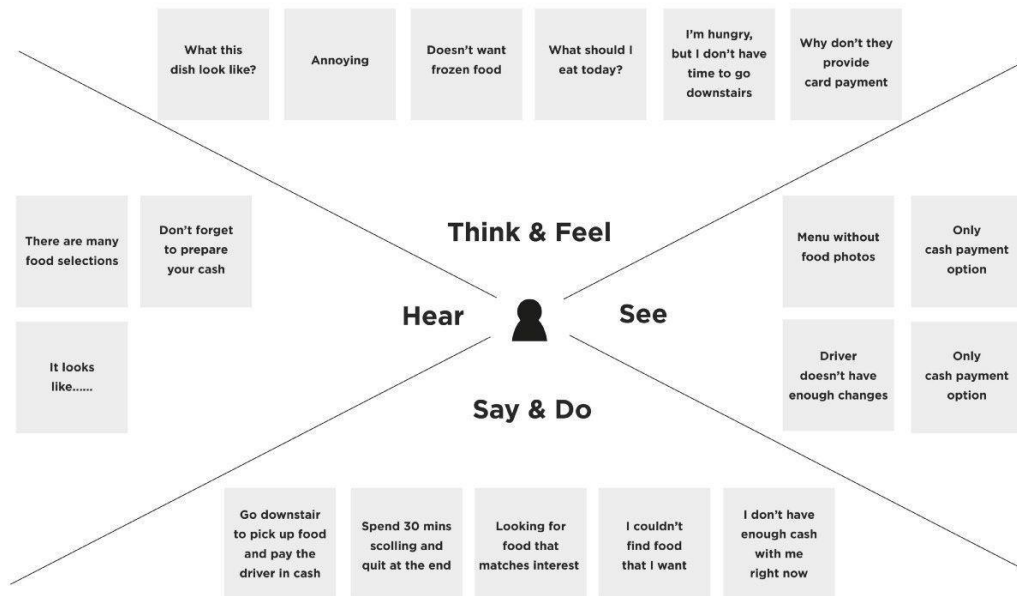 What this
dish look like?
Annoying
Doesn't want
frozen food
What should I
eat today?
I'm hungry,
but I don't have
time to go
downstairs
Why don't they
provide
card payment
Think & Feel
There are many
food selections
Don't forget
to prepare
your cash
It looks
like......
Hear
See
Menu without
food photos
Only
cash payment
option
Driver
doesn't have
enough changes
Only
cash payment
option
Say & Do
Go downstair
to pick up food
and pay the
driver in cash
Spend 30 mins
scolling and
quit at the end
Looking for
food that
matches interest
I couldn't
find food
that I want
I don't have
enough cash
with me
right now